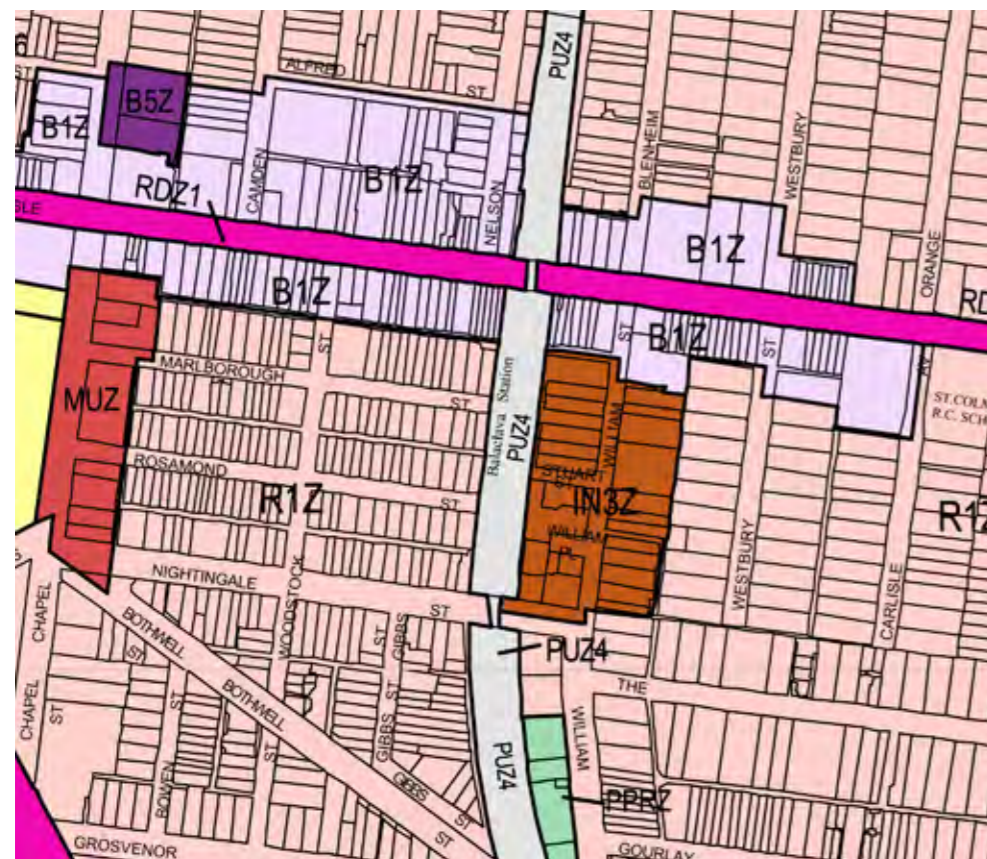 PUZ4
ALFRED
ST
B5Z
B1Z
B1Z
RDZ1
CAMDEN
NELSON
BLENHEIM
WESTBURY
GLE
B1Z
ORANGE
B1Z
ST
B1Z
ST
AV
MARLBOROUGH
ST
MUZ
Balaclava Station
PUZ4
WILLIAM
ST.COLM
R.C. SCH
ROSAMOND
ST
R1Z
STUART
ST
IN3Z
WILLIAM
PL
R1Z
NIGHTINGALE
ST
WOODSTOCK
WESTBURY
CARLISLE
CHAPEL
BOTHWELL
ST
GIBBS
ST
PUZ4
THE
CHAPEL
ST
BOTHWELL
ST
GIBBS
ST
WILLIAM
PUZ4
BOWEN
ST
GIBBS
ST
PPRZ
ST
GROSVENOR
GOURLAY